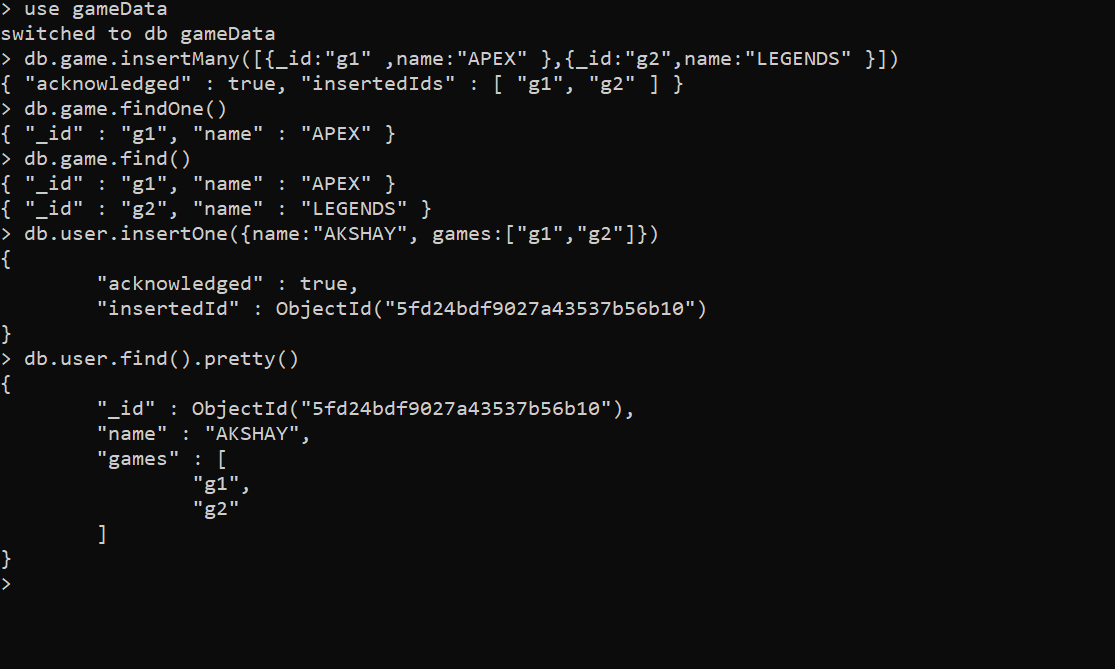 > use gameData
switched to db gameData
> db.game.insertMany([{_id:"g1" ,name:"APEX" },{_id:"g2",name:"LEGENDS" }])
{ "acknowledged" : true, "insertedIds" : [ "g1", "g2" ] }
> db.game.findOne()
{ "_id" : "g1", "name" : "APEX" }
> db.game.find()
{ "_id" : "g1", "name" : "APEX" }
{ "_id" : "g2", "name" : "LEGENDS" }
> db.user.insertOne({name:"AKSHAY", games:["g1","g2"]})
{
        "acknowledged" : true,
        "insertedId" : ObjectId("5fd24bdf9027a43537b56b10")
}
> db.user.find().pretty()
{
        "_id" : ObjectId("5fd24bdf9027a43537b56b10"),
        "name" : "AKSHAY",
        "games" : [
                "g1",
                "g2"
        ]
}
>